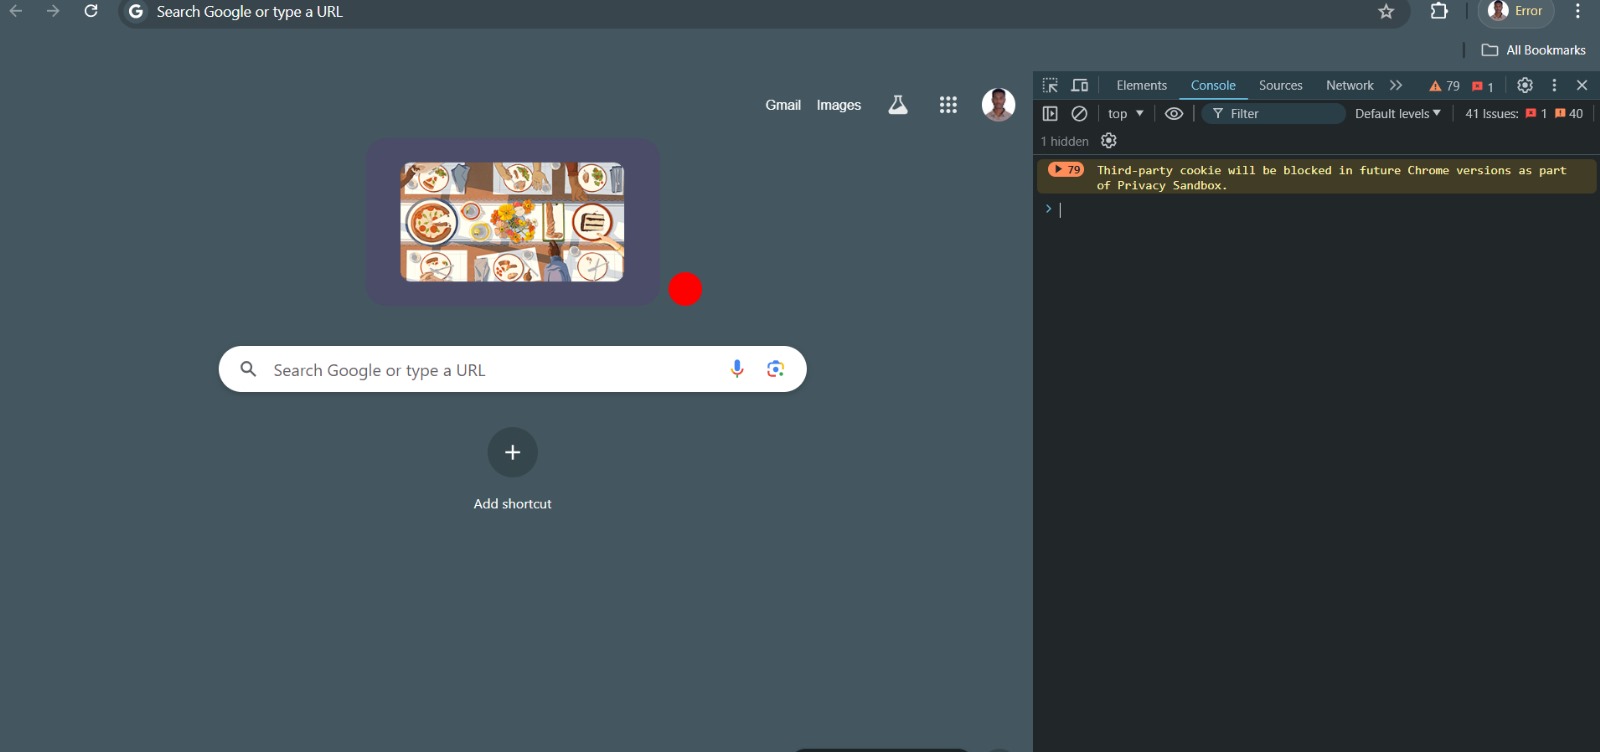 Search Google or type a URL
Error
All Bookmarks
Gmail Images
Search Google or type a URL
Add shortcut
Elements Console Sources Network 79 1
top Filter Default levels 41 Issues: 1 40
1 hidden
79 Third-party cookie will be blocked in future Chrome versions as part
of Privacy Sandbox.